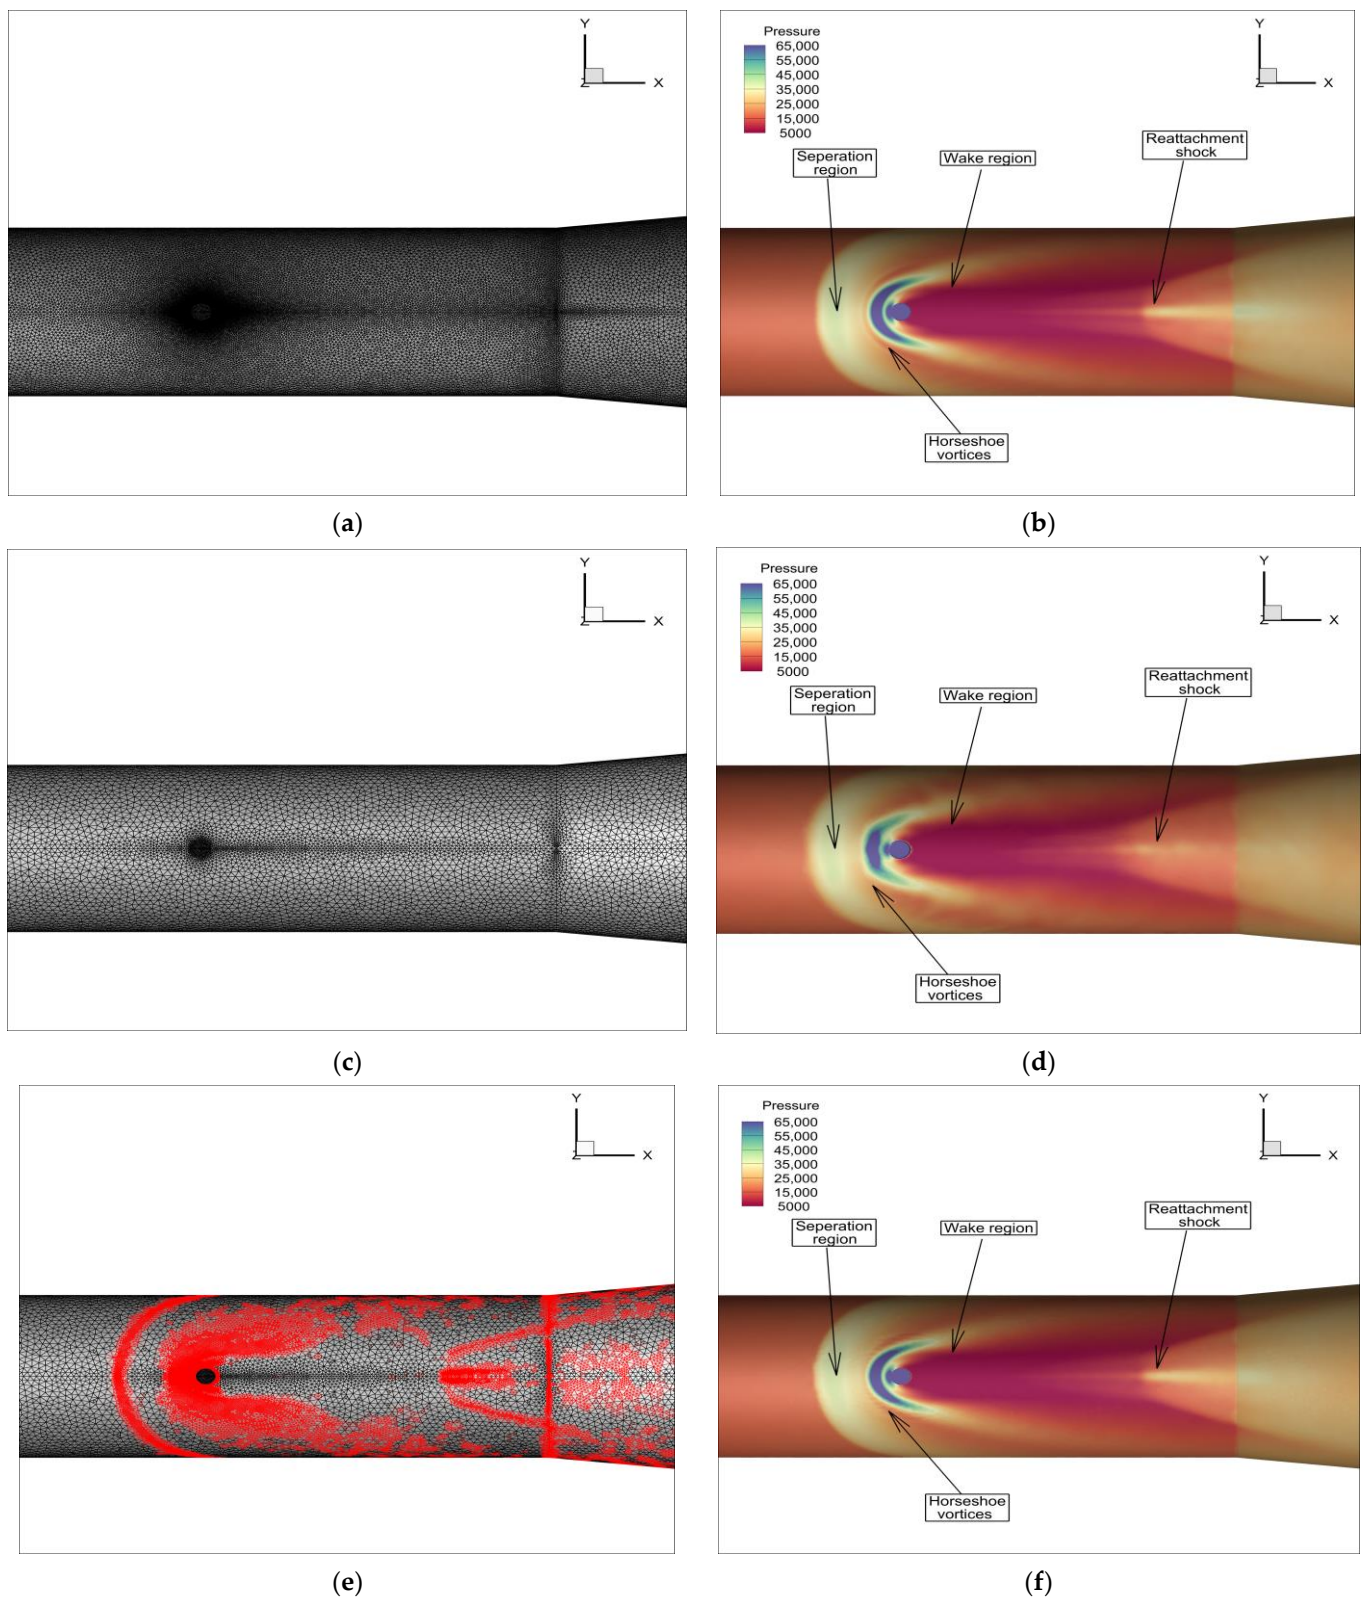 Y
Z
X
(a)
Pressure
65,000
55,000
45,000
35,000
25,000
15,000
5000
Y
Z
X
Seperation
region
Wake region
Reattachment
shock
Horseshoe
vortices
(b)
Y
Z
X
(c)
Pressure
65,000
55,000
45,000
35,000
25,000
15,000
5000
Y
Z
X
Seperation
region
Wake region
Reattachment
shock
Horseshoe
vortices
(d)
Y
Z
X
(e)
Pressure
65,000
55,000
45,000
35,000
25,000
15,000
5000
Y
Z
X
Seperation
region
Wake region
Reattachment
shock
Horseshoe
vortices
(f)